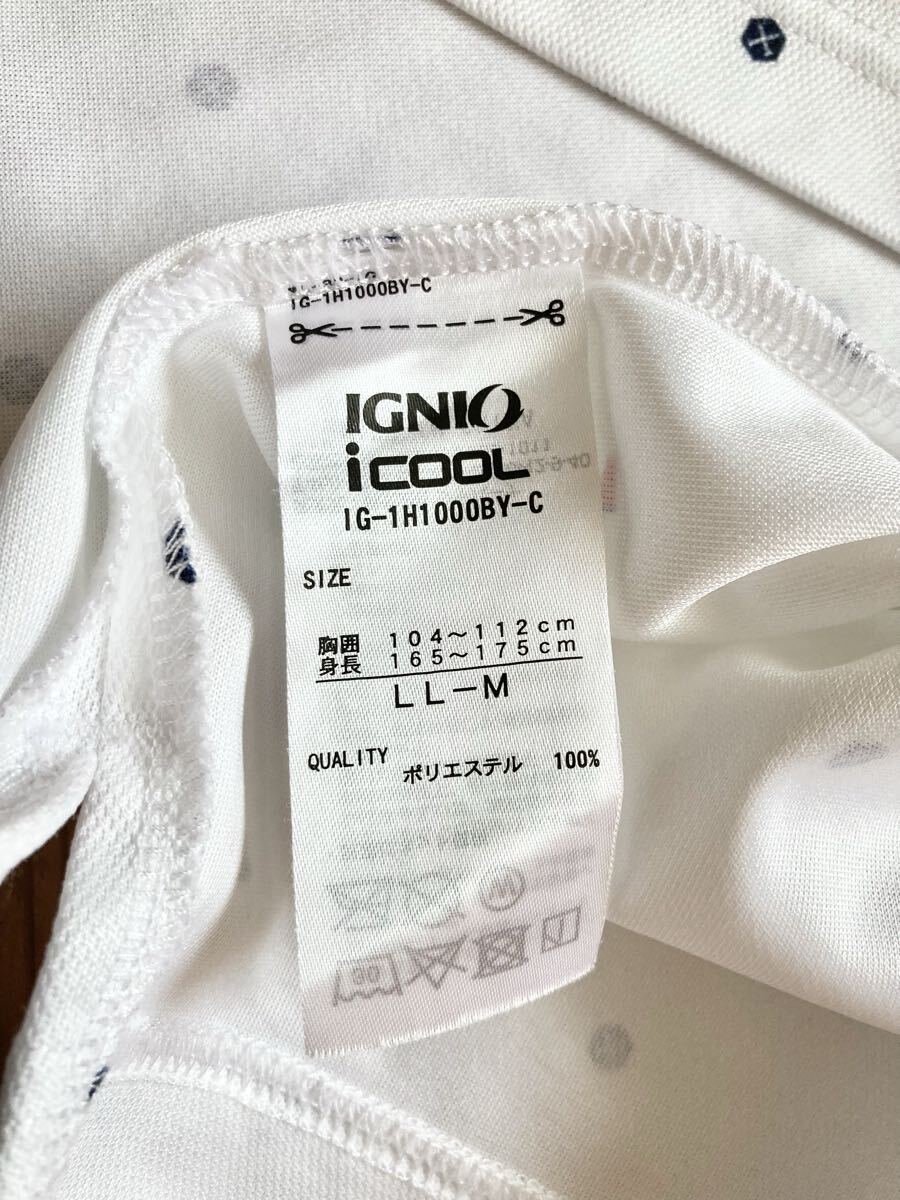 IG-1H1000BY-C
IGNIO
iCOOL
IG-1H1000BY-C
SIZE
胸囲 104～112cm
身長 165～175cm
LL－M
QUALITY ポリエステル 100%